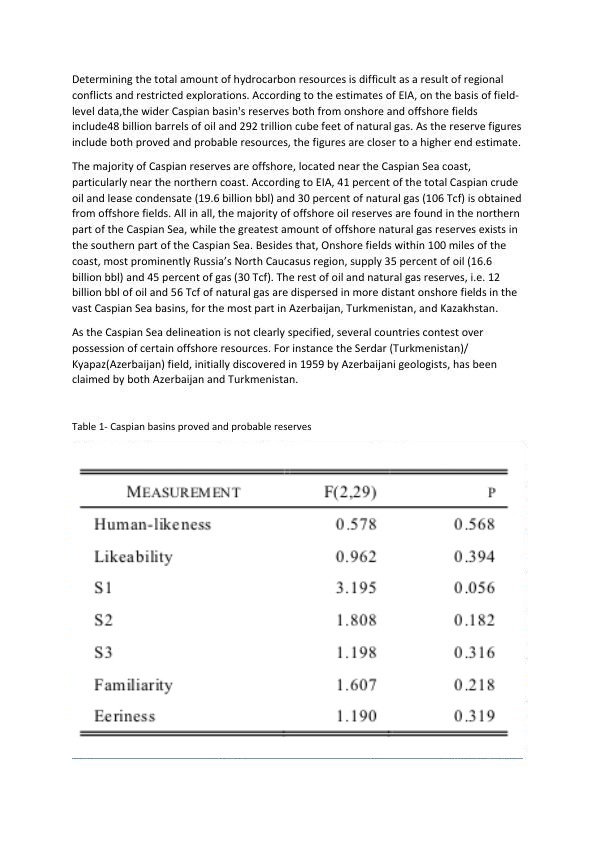 Determining the total amount of hydrocarbon resources is difficult as a result of regional
conflicts and restricted explorations. According to the estimates of EIA, on the basis of field-
level data,the wider Caspian basin's reserves both from onshore and offshore fields
include48 billion barrels of oil and 292 trillion cube feet of natural gas. As the reserve figures
include both proved and probable resources, the figures are closer to a higher end estimate.
The majority of Caspian reserves are offshore, located near the Caspian Sea coast,
particularly near the northern coast. According to EIA, 41 percent of the total Caspian crude
oil and lease condensate (19.6 billion bbl) and 30 percent of natural gas (106 Tcf) is obtained
from offshore fields. All in all, the majority of offshore oil reserves are found in the northern
part of the Caspian Sea, while the greatest amount of offshore natural gas reserves exists in
the southern part of the Caspian Sea. Besides that, Onshore fields within 100 miles of the
coast, most prominently Russia's North Caucasus region, supply 35 percent of oil (16.6
billion bbl) and 45 percent of gas (30 Tcf). The rest of oil and natural gas reserves, i.e. 12
billion bbl of oil and 56 Tcf of natural gas are dispersed in more distant onshore fields in the
vast Caspian Sea basins, for the most part in Azerbaijan, Turkmenistan, and Kazakhstan.
As the Caspian Sea delineation is not clearly specified, several countries contest over
possession of certain offshore resources. For instance the Serdar (Turkmenistan)/
Kyapaz(Azerbaijan) field, initially discovered in 1959 by Azerbaijani geologists, has been
claimed by both Azerbaijan and Turkmenistan.
Table 1- Caspian basins proved and probable reserves
MEASUREMENT F(2,29) P
Human-likeness 0.578 0.568
Likeability 0.962 0.394
S1 3.195 0.056
S2 1.808 0.182
S3 1.198 0.316
Familiarity 1.607 0.218
Eeriness 1.190 0.319